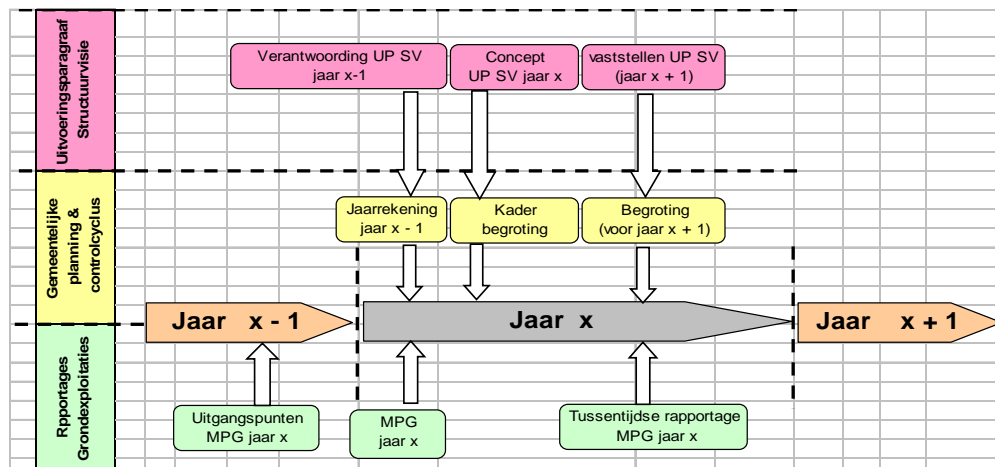 Uitvoeringsparagraaf
Structuurvisie
Verantwoording UP SV
jaar x-1
Concept
UP SV jaar x
vaststellen UP SV
(jaar x + 1)
Gemeentelijke
planning &
controlcyclus
Jaarrekening
jaar x - 1
Kader
begroting
Begroting
(voor jaar x + 1)
Jaar x - 1
Jaar x
Jaar x + 1
Rpportages
Grondexploitaties
Uitgangspunten
MPG jaar x
MPG
jaar x
Tussentijdse rapportage
MPG jaar x